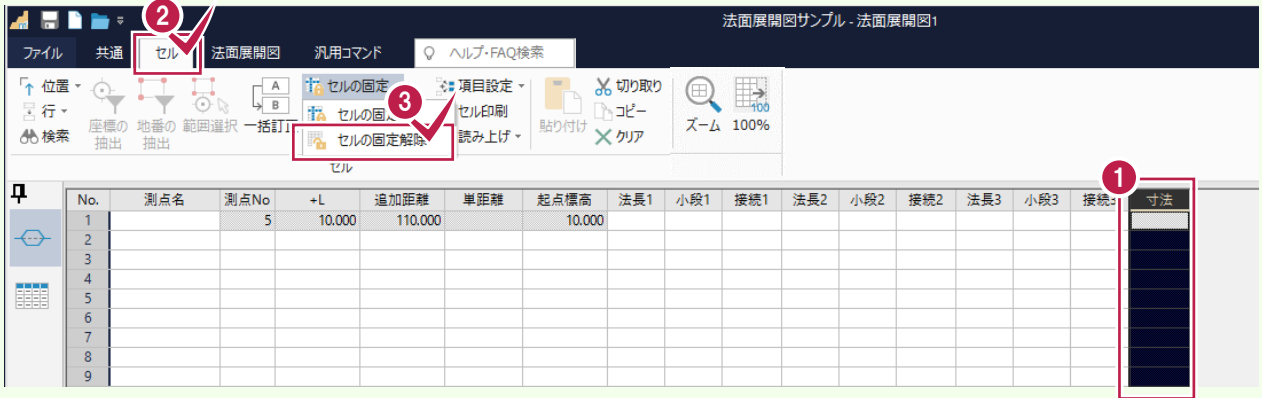 法面展開図サンプル - 法面展開図1
2
ファイル 共通 セル 法面展開図 汎用コマンド ヘルプ・FAQ検索
位置 行 検索
座標の抽出 地番の抽出 範囲選択 A B 一括訂正
セルの固定 3
セルの固定
セルの固定解除
項目設定 セル印刷 読み上げ
貼り付け 切り取り コピー クリア
ズーム 100 100%
セル
1
No. 測点名 測点No +L 追加距離 単距離 起点標高 法長1 小段1 接続1 法長2 小段2 接続2 法長3 小段3 接続3 寸法
1 5 10.000 110.000 10.000
2
3
4
5
6
7
8
9